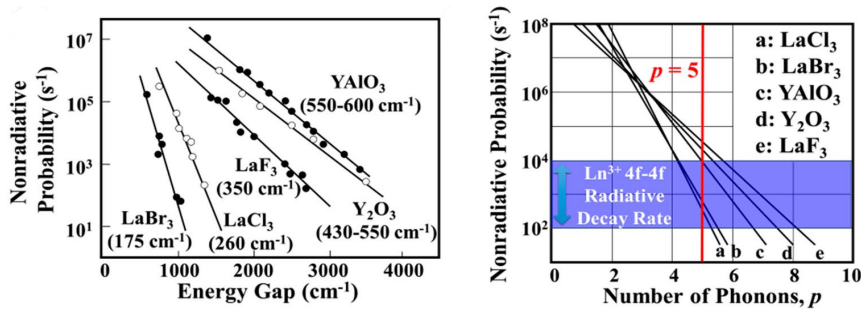 Nonradiative
Probability (s⁻¹)
10⁷
10⁵
10³
10¹
YAlO₃
(550-600 cm⁻¹)
LaF₃
(350 cm⁻¹)
Y₂O₃
(430-550 cm⁻¹)
LaBr₃
(175 cm⁻¹)
LaCl₃
(260 cm⁻¹)
0 1000 2000 3000 4000
Energy Gap (cm⁻¹)
Nonradiative Probability (s⁻¹)
10⁸
10⁶
10⁴
10²
p = 5
a: LaCl₃
b: LaBr₃
c: YAlO₃
d: Y₂O₃
e: LaF₃
Ln³⁺ 4f-4f
Radiative
Decay Rate
a b c d e
0 2 4 6 8 10
Number of Phonons, p